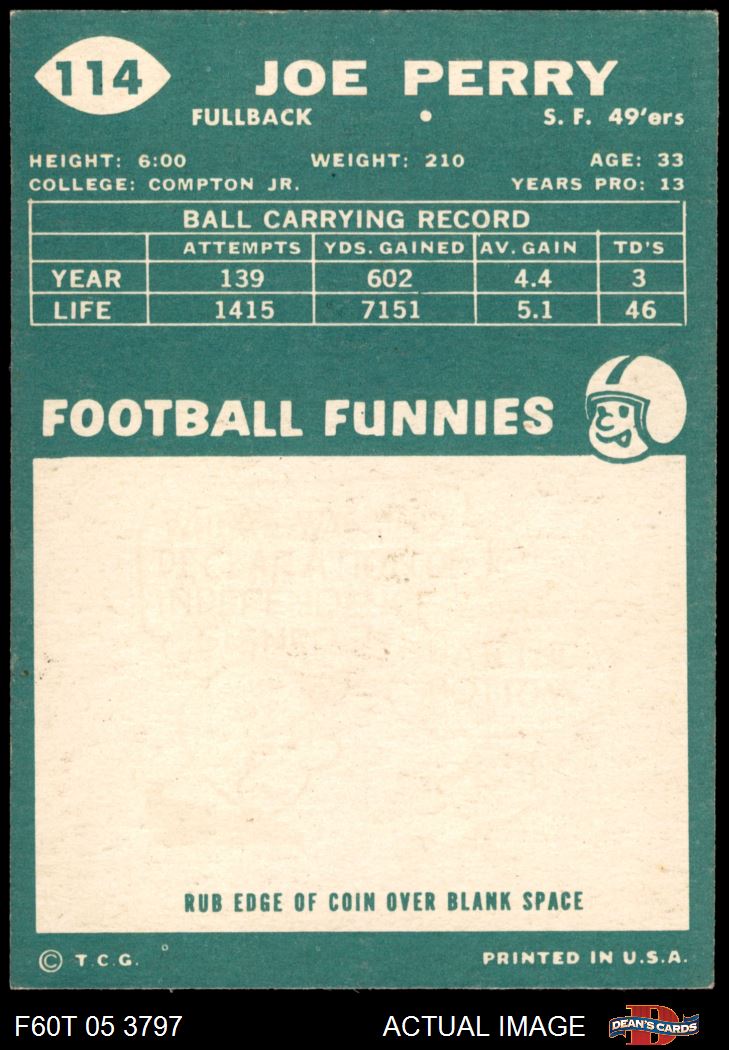 114
JOE PERRY
FULLBACK • S. F. 49'ers
HEIGHT: 6:00 WEIGHT: 210 AGE: 33
COLLEGE: COMPTON JR. YEARS PRO: 13
BALL CARRYING RECORD
ATTEMPTS YDS. GAINED AV. GAIN TD'S
YEAR 139 602 4.4 3
LIFE 1415 7151 5.1 46
FOOTBALL FUNNIES
RUB EDGE OF COIN OVER BLANK SPACE
© T.C.G. PRINTED IN U.S.A.
F60T 05 3797 ACTUAL IMAGE DEAN'S CARDS